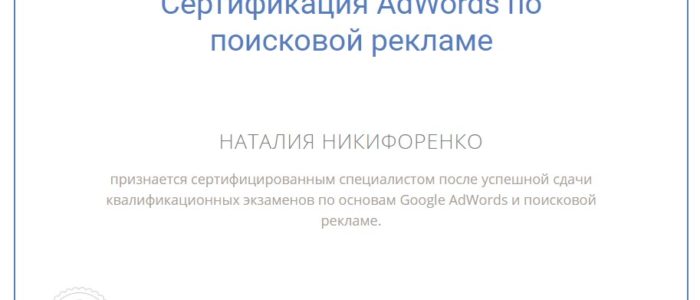 Сертификация AdWords по
поисковой рекламе
НАТАЛИЯ НИКИФОРЕНКО
признается сертифицированным специалистом после успешной сдачи
квалификационных экзаменов по основам Google AdWords и поисковой
рекламе.